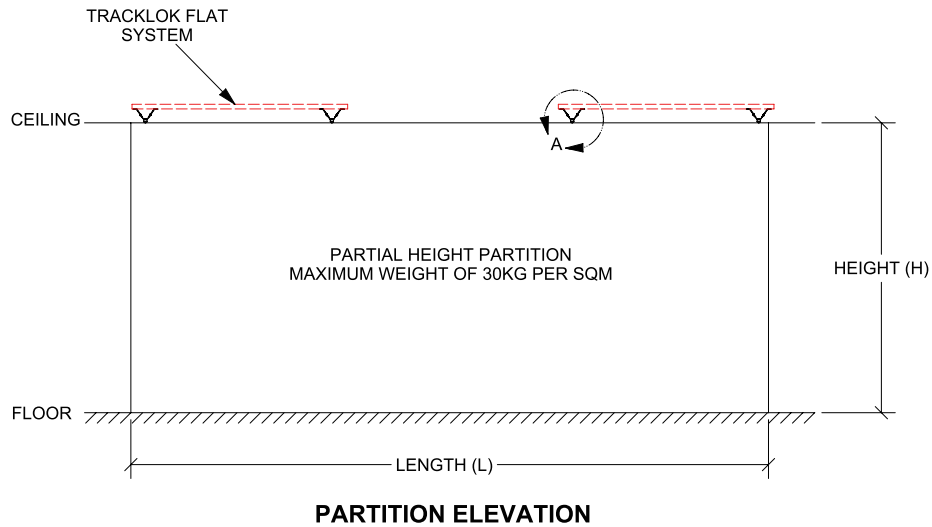 TRACKLOK FLAT
SYSTEM
CEILING
A
PARTIAL HEIGHT PARTITION
MAXIMUM WEIGHT OF 30KG PER SQM
HEIGHT (H)
FLOOR
LENGTH (L)
PARTITION ELEVATION